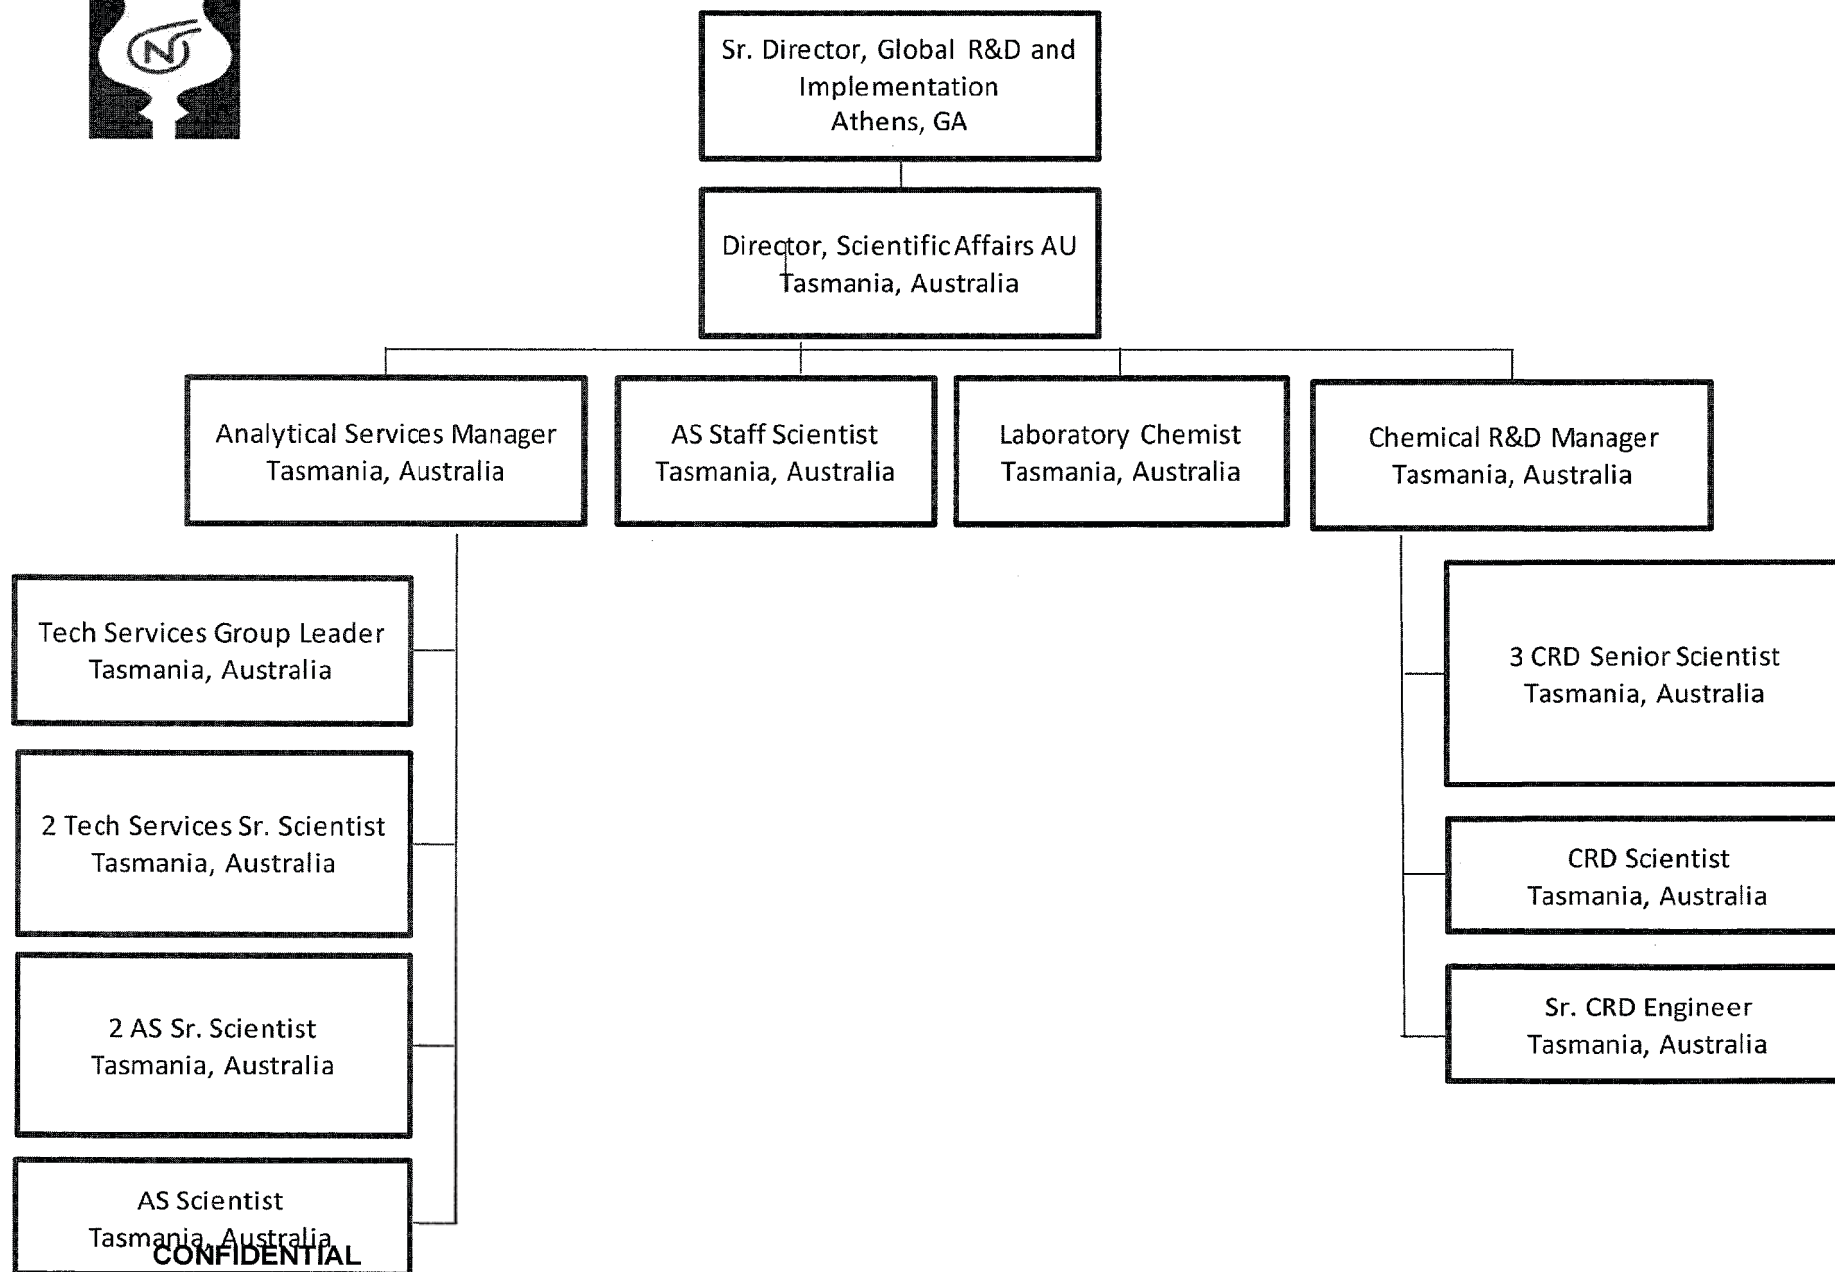 N
Sr. Director, Global R&D and
Implementation
Athens, GA
Director, Scientific Affairs AU
Tasmania, Australia
Analytical Services Manager
Tasmania, Australia
AS Staff Scientist
Tasmania, Australia
Laboratory Chemist
Tasmania, Australia
Chemical R&D Manager
Tasmania, Australia
Tech Services Group Leader
Tasmania, Australia
2 Tech Services Sr. Scientist
Tasmania, Australia
2 AS Sr. Scientist
Tasmania, Australia
AS Scientist
Tasmania, Australia
3 CRD Senior Scientist
Tasmania, Australia
CRD Scientist
Tasmania, Australia
Sr. CRD Engineer
Tasmania, Australia
CONFIDENTIAL